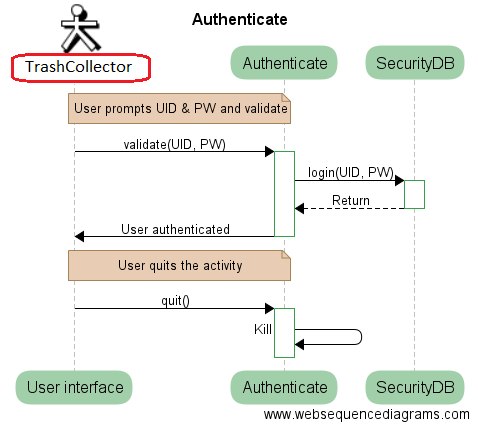 Authenticate
TrashCollector
Authenticate
SecurityDB
User prompts UID & PW and validate
validate(UID, PW)
login(UID, PW)
Return
User authenticated
User quits the activity
quit()
Kill
User interface
Authenticate
SecurityDB
www.websequencediagrams.com